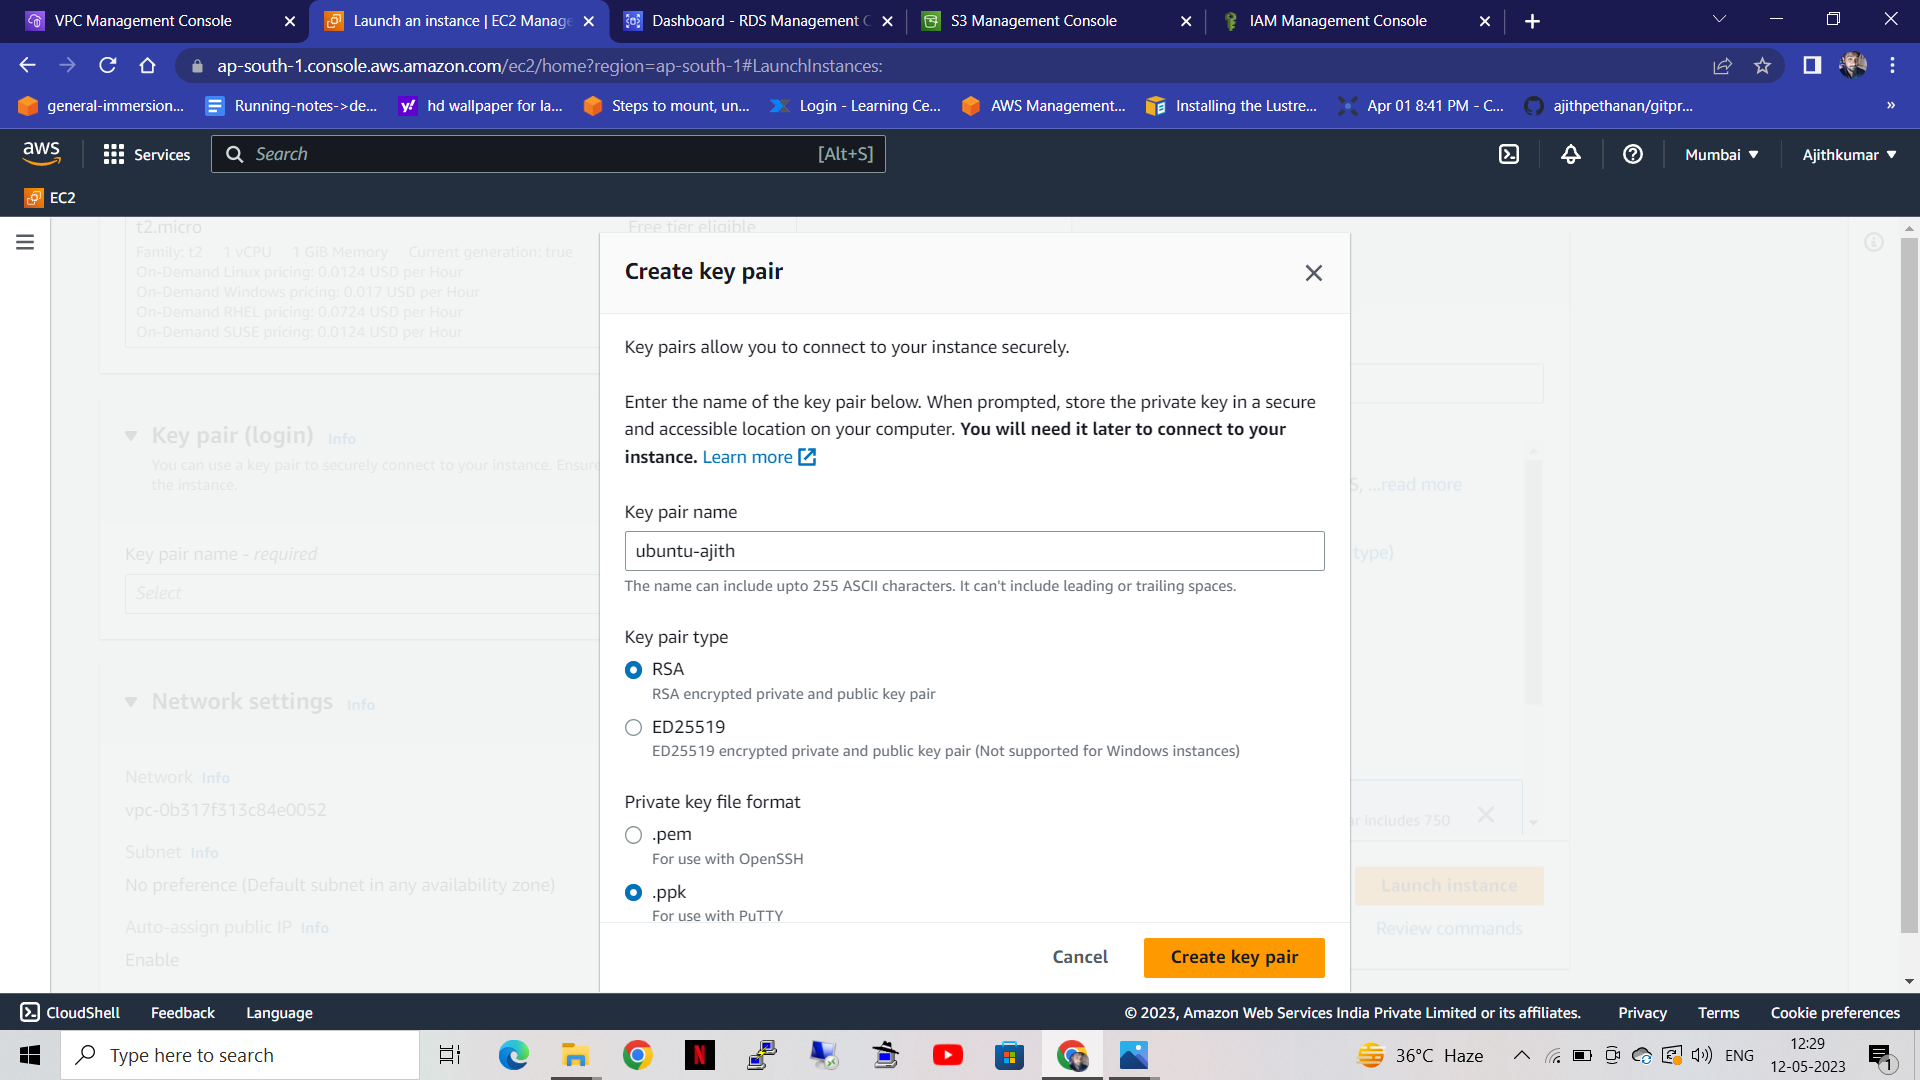 VPC Management Console
Launch an instance | EC2 Manage
Dashboard - RDS Management C
S3 Management Console
IAM Management Console
ap-south-1.console.aws.amazon.com/ec2/home?region=ap-south-1#LaunchInstances:
general-immersion...
Running-notes->de...
hd wallpaper for la...
Steps to mount, un...
Login - Learning Ce...
AWS Management...
Installing the Lustre...
Apr 01 8:41 PM - C...
ajithpethanan/gitpr...
»
aws
Services
Search
[Alt+S]
Mumbai
Ajithkumar
EC2
t2.micro
Free tier eligible
Family: t2 1 vCPU 1 GiB Memory Current generation: true
On-Demand Linux pricing: 0.0124 USD per Hour
On-Demand Windows pricing: 0.017 USD per Hour
On-Demand RHEL pricing: 0.0724 USD per Hour
On-Demand SUSE pricing: 0.0124 USD per Hour
Key pair (login) Info
You can use a key pair to securely connect to your instance. Ensure
the instance.
Key pair name - required
Select
Network settings Info
Network Info
vpc-0b317f313c84e0052
Subnet Info
No preference (Default subnet in any availability zone)
Auto-assign public IP Info
Enable
Create key pair
Key pairs allow you to connect to your instance securely.
Enter the name of the key pair below. When prompted, store the private key in a secure
and accessible location on your computer. You will need it later to connect to your
instance. Learn more
Key pair name
ubuntu-ajith
The name can include upto 255 ASCII characters. It can't include leading or trailing spaces.
Key pair type
RSA
RSA encrypted private and public key pair
ED25519
ED25519 encrypted private and public key pair (Not supported for Windows instances)
Private key file format
.pem
For use with OpenSSH
.ppk
For use with PuTTY
Cancel
Create key pair
S, ...read more
type)
ar includes 750
Launch instance
Review commands
CloudShell
Feedback
Language
© 2023, Amazon Web Services India Private Limited or its affiliates.
Privacy
Terms
Cookie preferences
Type here to search
36°C Haze
ENG
12:29
12-05-2023
1